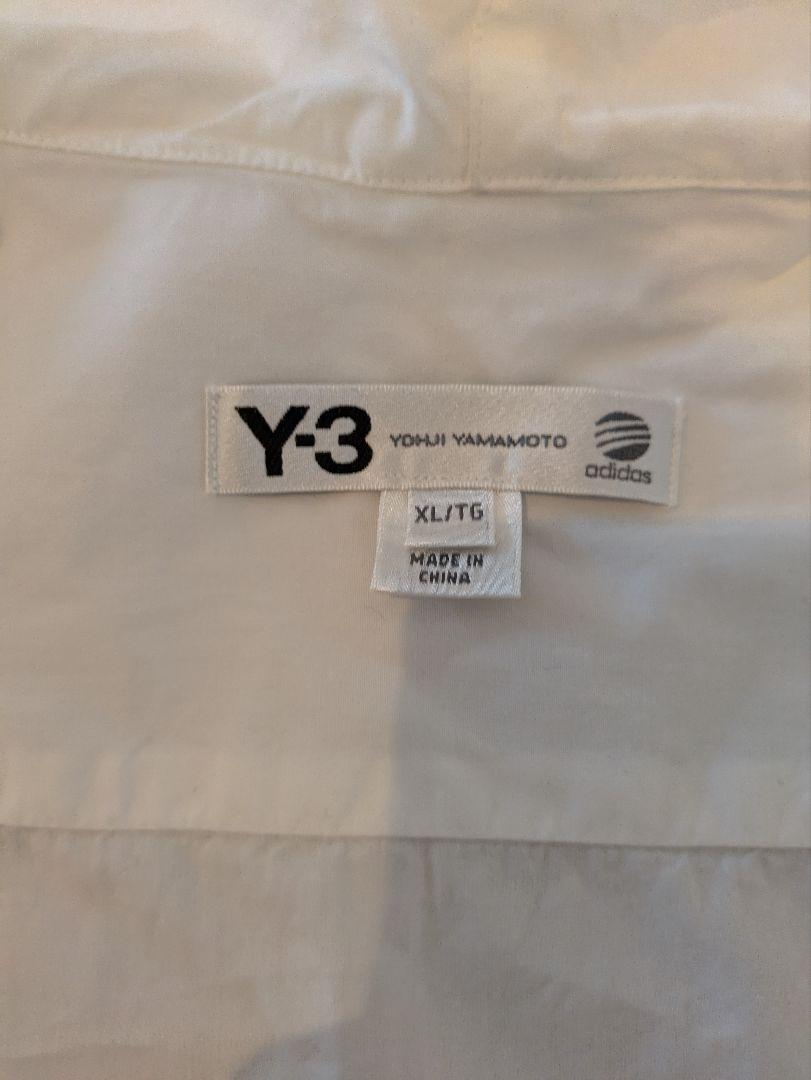 Y-3 YOHJI YAMAMOTO adidas
XL/TG
MADE IN
CHINA